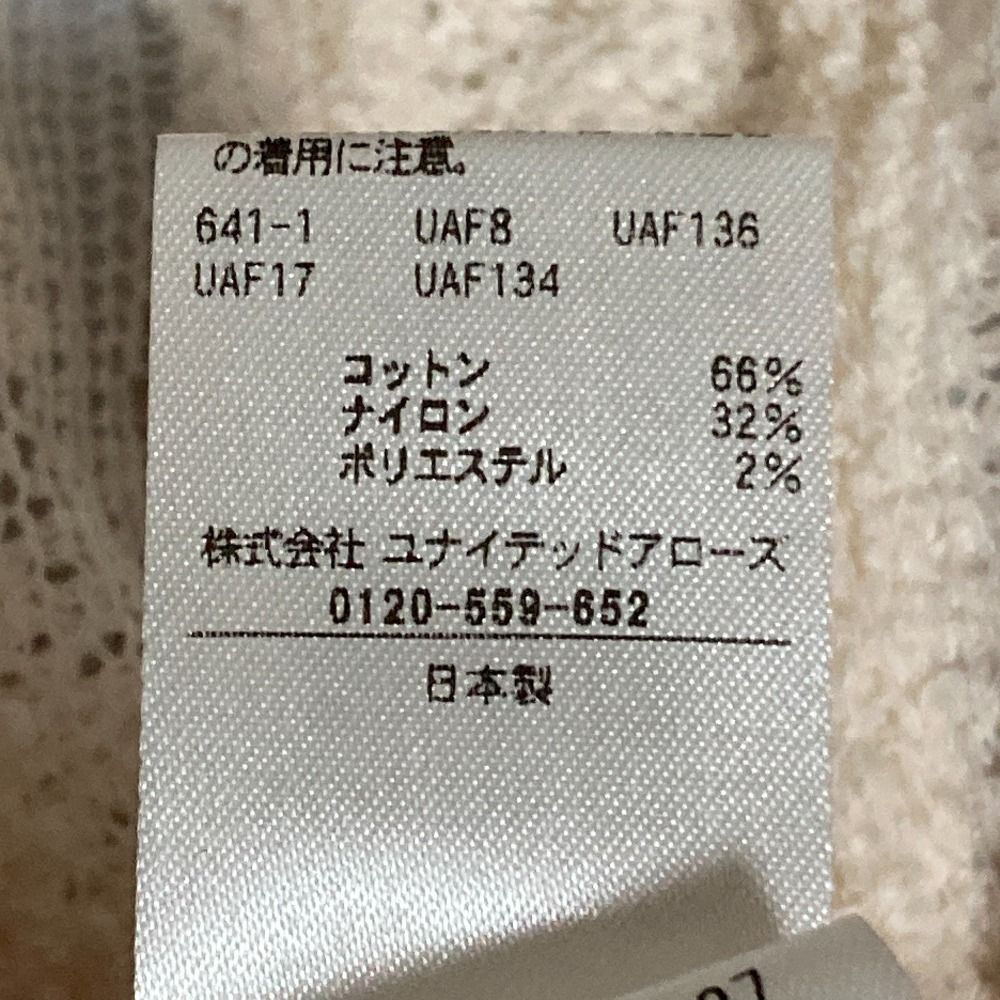 の着用に注意。
641-1 UAF8 UAF136
UAF17 UAF134
コットン 66%
ナイロン 32%
ポリエステル 2%
株式会社 ユナイテッドアローズ
0120-559-652
日本製